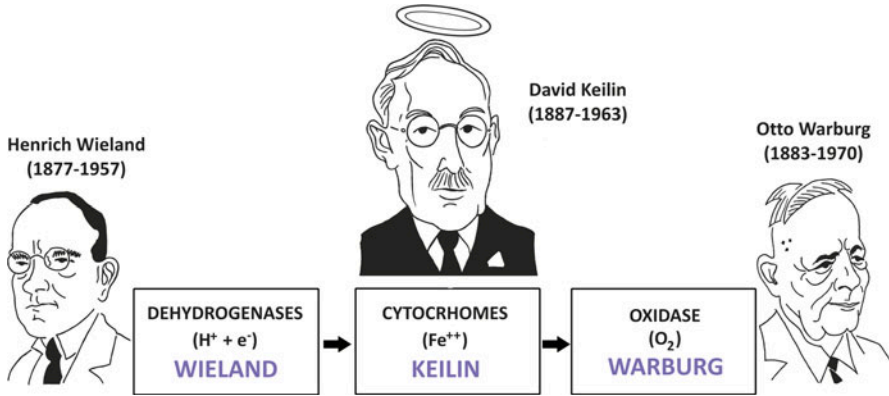 David Keilin
(1887-1963)
Henrich Wieland
(1877-1957)
Otto Warburg
(1883-1970)
DEHYDROGENASES
(H⁺ + e⁻)
WIELAND
CYTOCRHOMES
(Fe⁺⁺)
KEILIN
OXIDASE
(O₂)
WARBURG